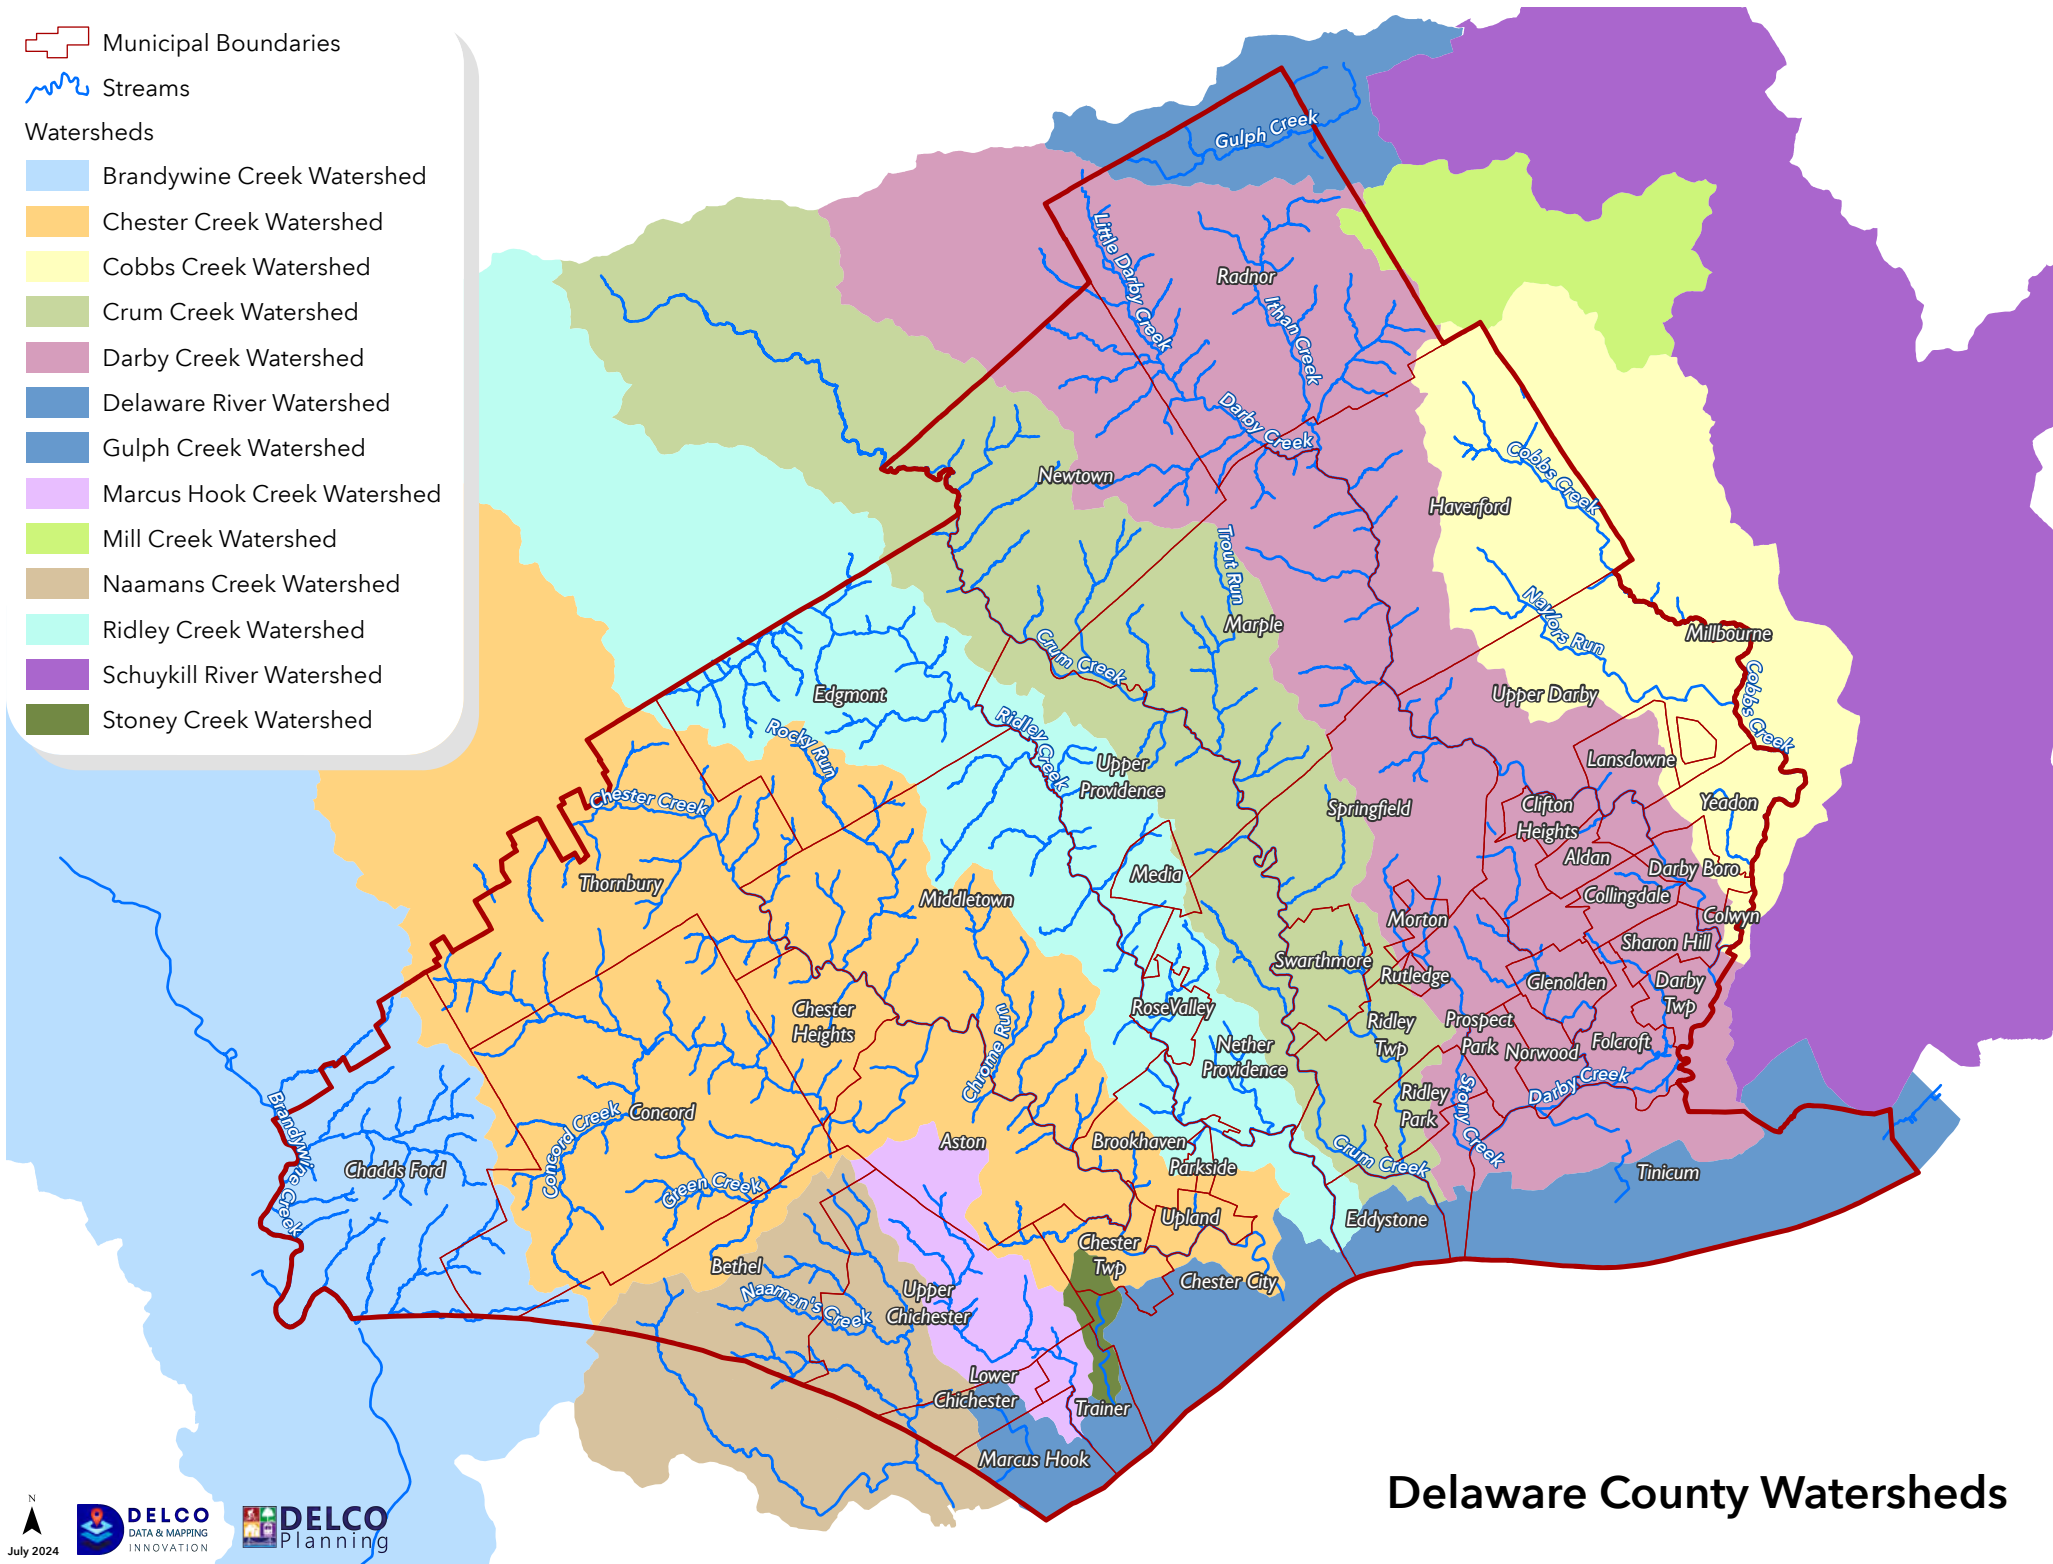 Municipal Boundaries
Streams
Watersheds
Brandywine Creek Watershed
Chester Creek Watershed
Cobbs Creek Watershed
Crum Creek Watershed
Darby Creek Watershed
Delaware River Watershed
Gulph Creek Watershed
Marcus Hook Creek Watershed
Mill Creek Watershed
Naamans Creek Watershed
Ridley Creek Watershed
Schuykill River Watershed
Stoney Creek Watershed
Gulph Creek
Little Darby Creek
Radnor
Ithan Creek
Darby Creek
Newtown
Haverford
Cobbs Creek
Trout Run
Marple
Naylors Run
Millbourne
Crum Creek
Edgmont
Upper Darby
Cobbs Creek
Rocky Run
Ridley Creek
Upper
Providence
Lansdowne
Chester Creek
Springfield
Clifton
Heights
Yeadon
Thornbury
Media
Aldan
Darby Boro
Middletown
Collingdale
Morton
Colwyn
Sharon Hill
Swarthmore
Rutledge
Glenolden
Darby
Twp
Chester
Heights
Rose Valley
Ridley
Twp
Prospect
Park
Norwood
Folcroft
Chrome Run
Nether
Providence
Darby Creek
Ridley
Park
Stony Creek
Brandywine Creek
Concord Creek
Concord
Aston
Brookhaven
Parkside
Crum Creek
Chadds Ford
Green Creek
Tinicum
Upland
Eddystone
Chester
Twp
Chester City
Bethel
Naaman's Creek
Upper
Chichester
Lower
Chichester
Trainer
Marcus Hook
Delaware County Watersheds
N
July 2024
DELCO
DATA & MAPPING
INNOVATION
DELCO
Planning